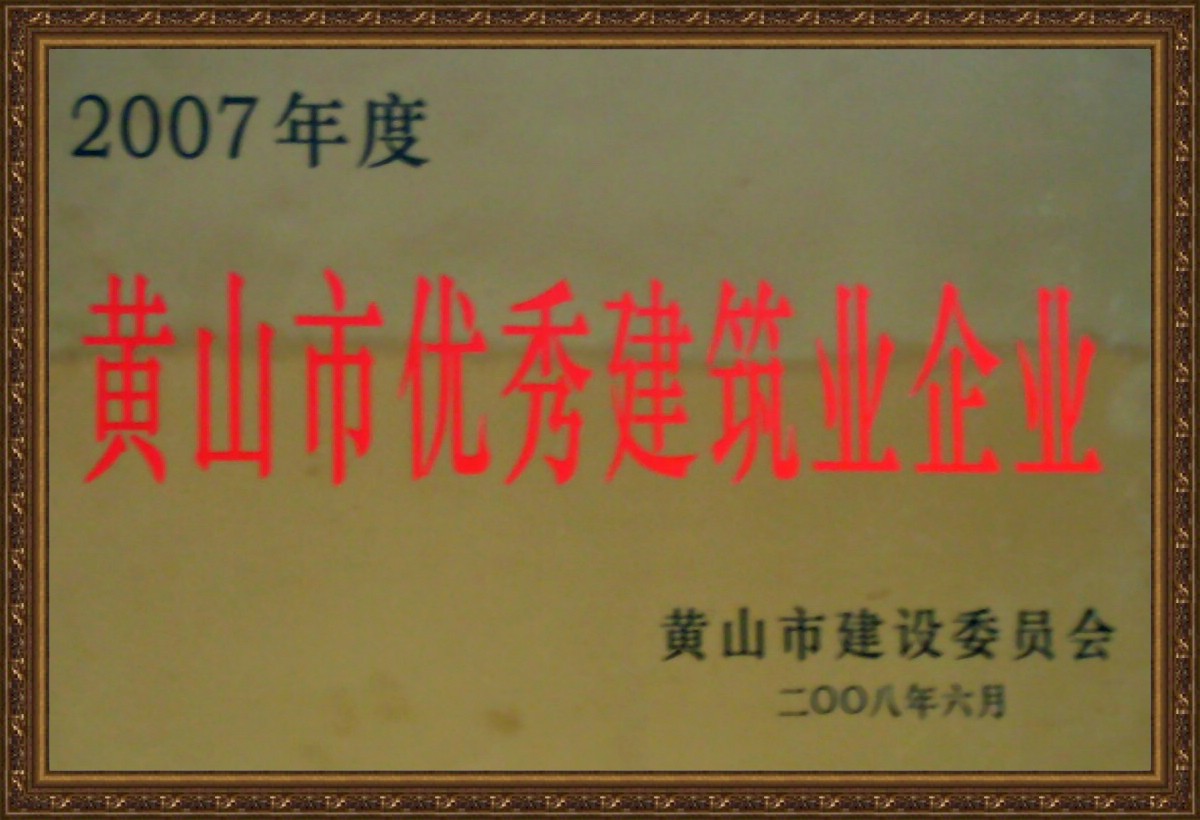 2007年度
黄山市优秀建筑业企业
黄山市建设委员会
二〇〇八年六月